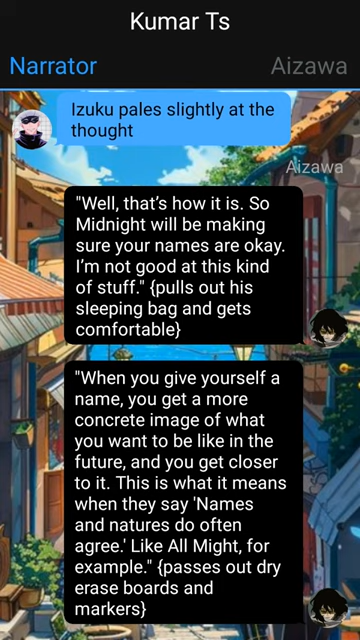 Kumar Ts
Narrator
Aizawa
Izuku pales slightly at the
thought
Aizawa
"Well, that's how it is. So
Midnight will be making
sure your names are okay.
I'm not good at this kind
of stuff." {pulls out his
sleeping bag and gets
comfortable}
"When you give yourself a
name, you get a more
concrete image of what
you want to be like in the
future, and you get closer
to it. This is what it means
when they say 'Names
and natures do often
agree.' Like All Might, for
example." {passes out dry
erase boards and
markers}